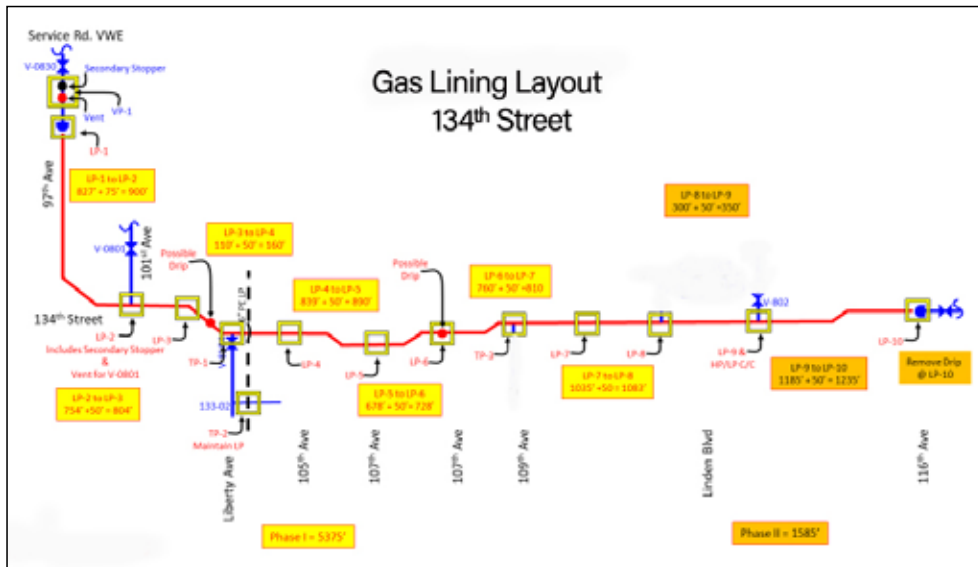 Service Rd. VWE
Gas Lining Layout
134th Street
V-0830
Secondary Stopper
VP-1
Vent
LP-1
97th Ave
LP-1 to LP-2
827' + 75' = 900'
V-0801
101st Ave
LP-3 to LP-4
110' + 50' = 160'
Possible
Drip
LP-4 to LP-5
839' + 50' = 890'
Possible
Drip
LP-6 to LP-7
760' + 50' =810
LP-8 to LP-9
300' + 50' =350'
V-802
134th Street
LP-2
Includes Secondary Stopper
&
Vent for V-0801
LP-3
TP-1
6" PC LP
LP-4
LP-5
LP-6
TP-2
LP-7
LP-8
LP-9 &
HP/LP C/C
LP-10
LP-2 to LP-3
754' +50' = 804'
LP-5 to LP-6
678' + 50'= 728'
LP-7 to LP-8
1035' +50 = 1083'
LP-9 to LP-10
1185' + 50' = 1235'
Remove Drip
@ LP-10
133-02
TP-2
Maintain LP
Liberty Ave
105th Ave
107th Ave
107th Ave
109th Ave
Linden Blvd
116th Ave
Phase I = 5375'
Phase II = 1585'